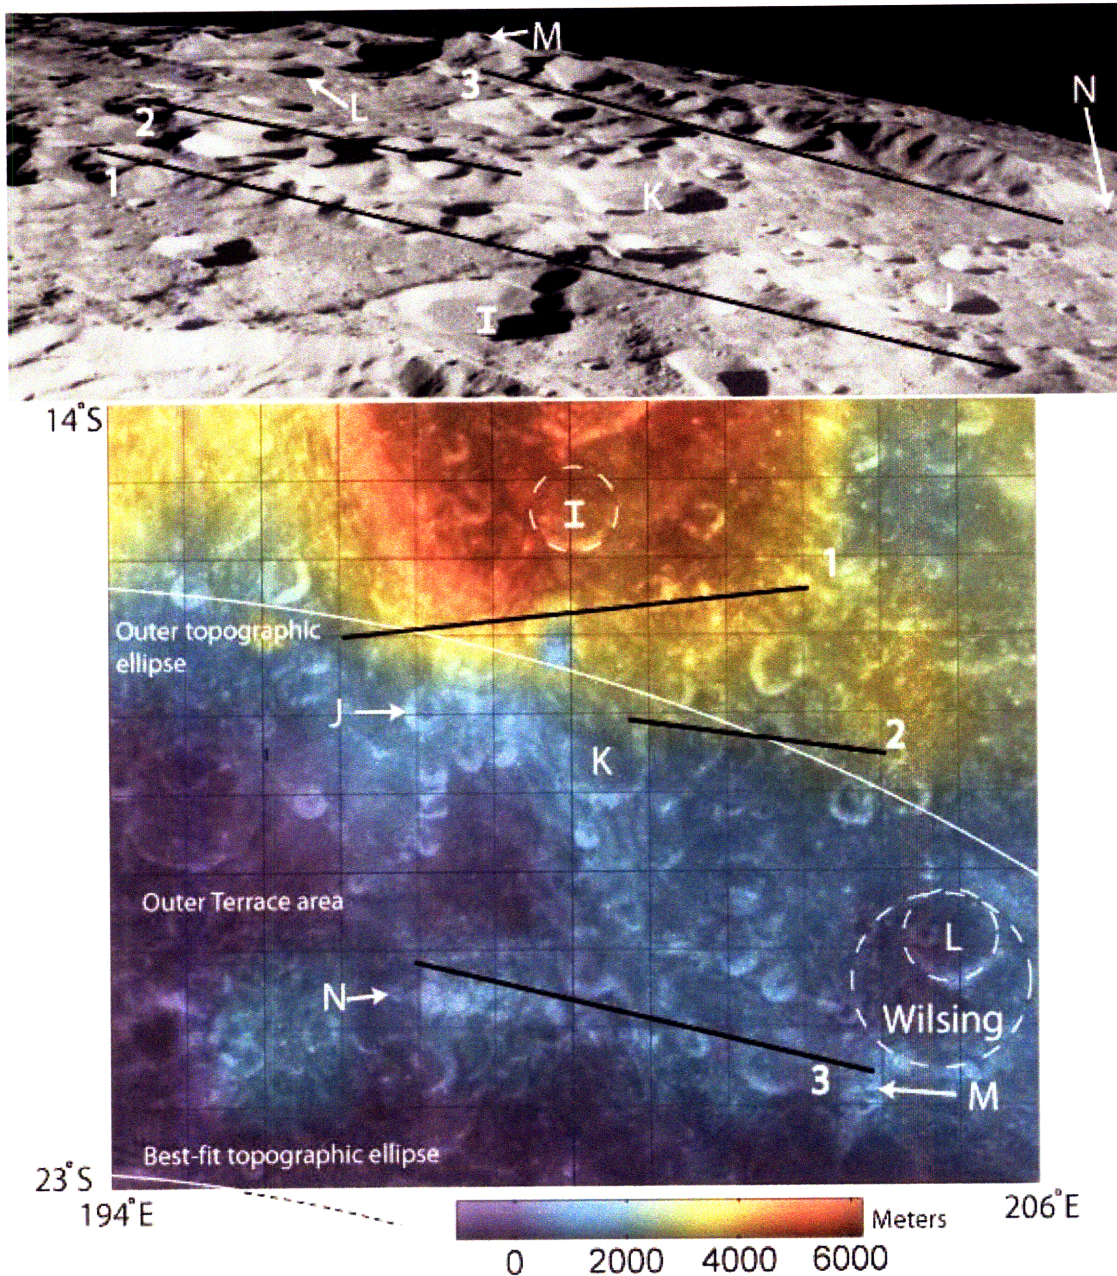 M
3
N
L
2
1
K
J
I
14°S
I
1
Outer topographic
ellipse
J
2
K
Outer Terrace area
L
N
Wilsing
3
M
Best-fit topographic ellipse
23°S
194°E
206°E
Meters
0 2000 4000 6000